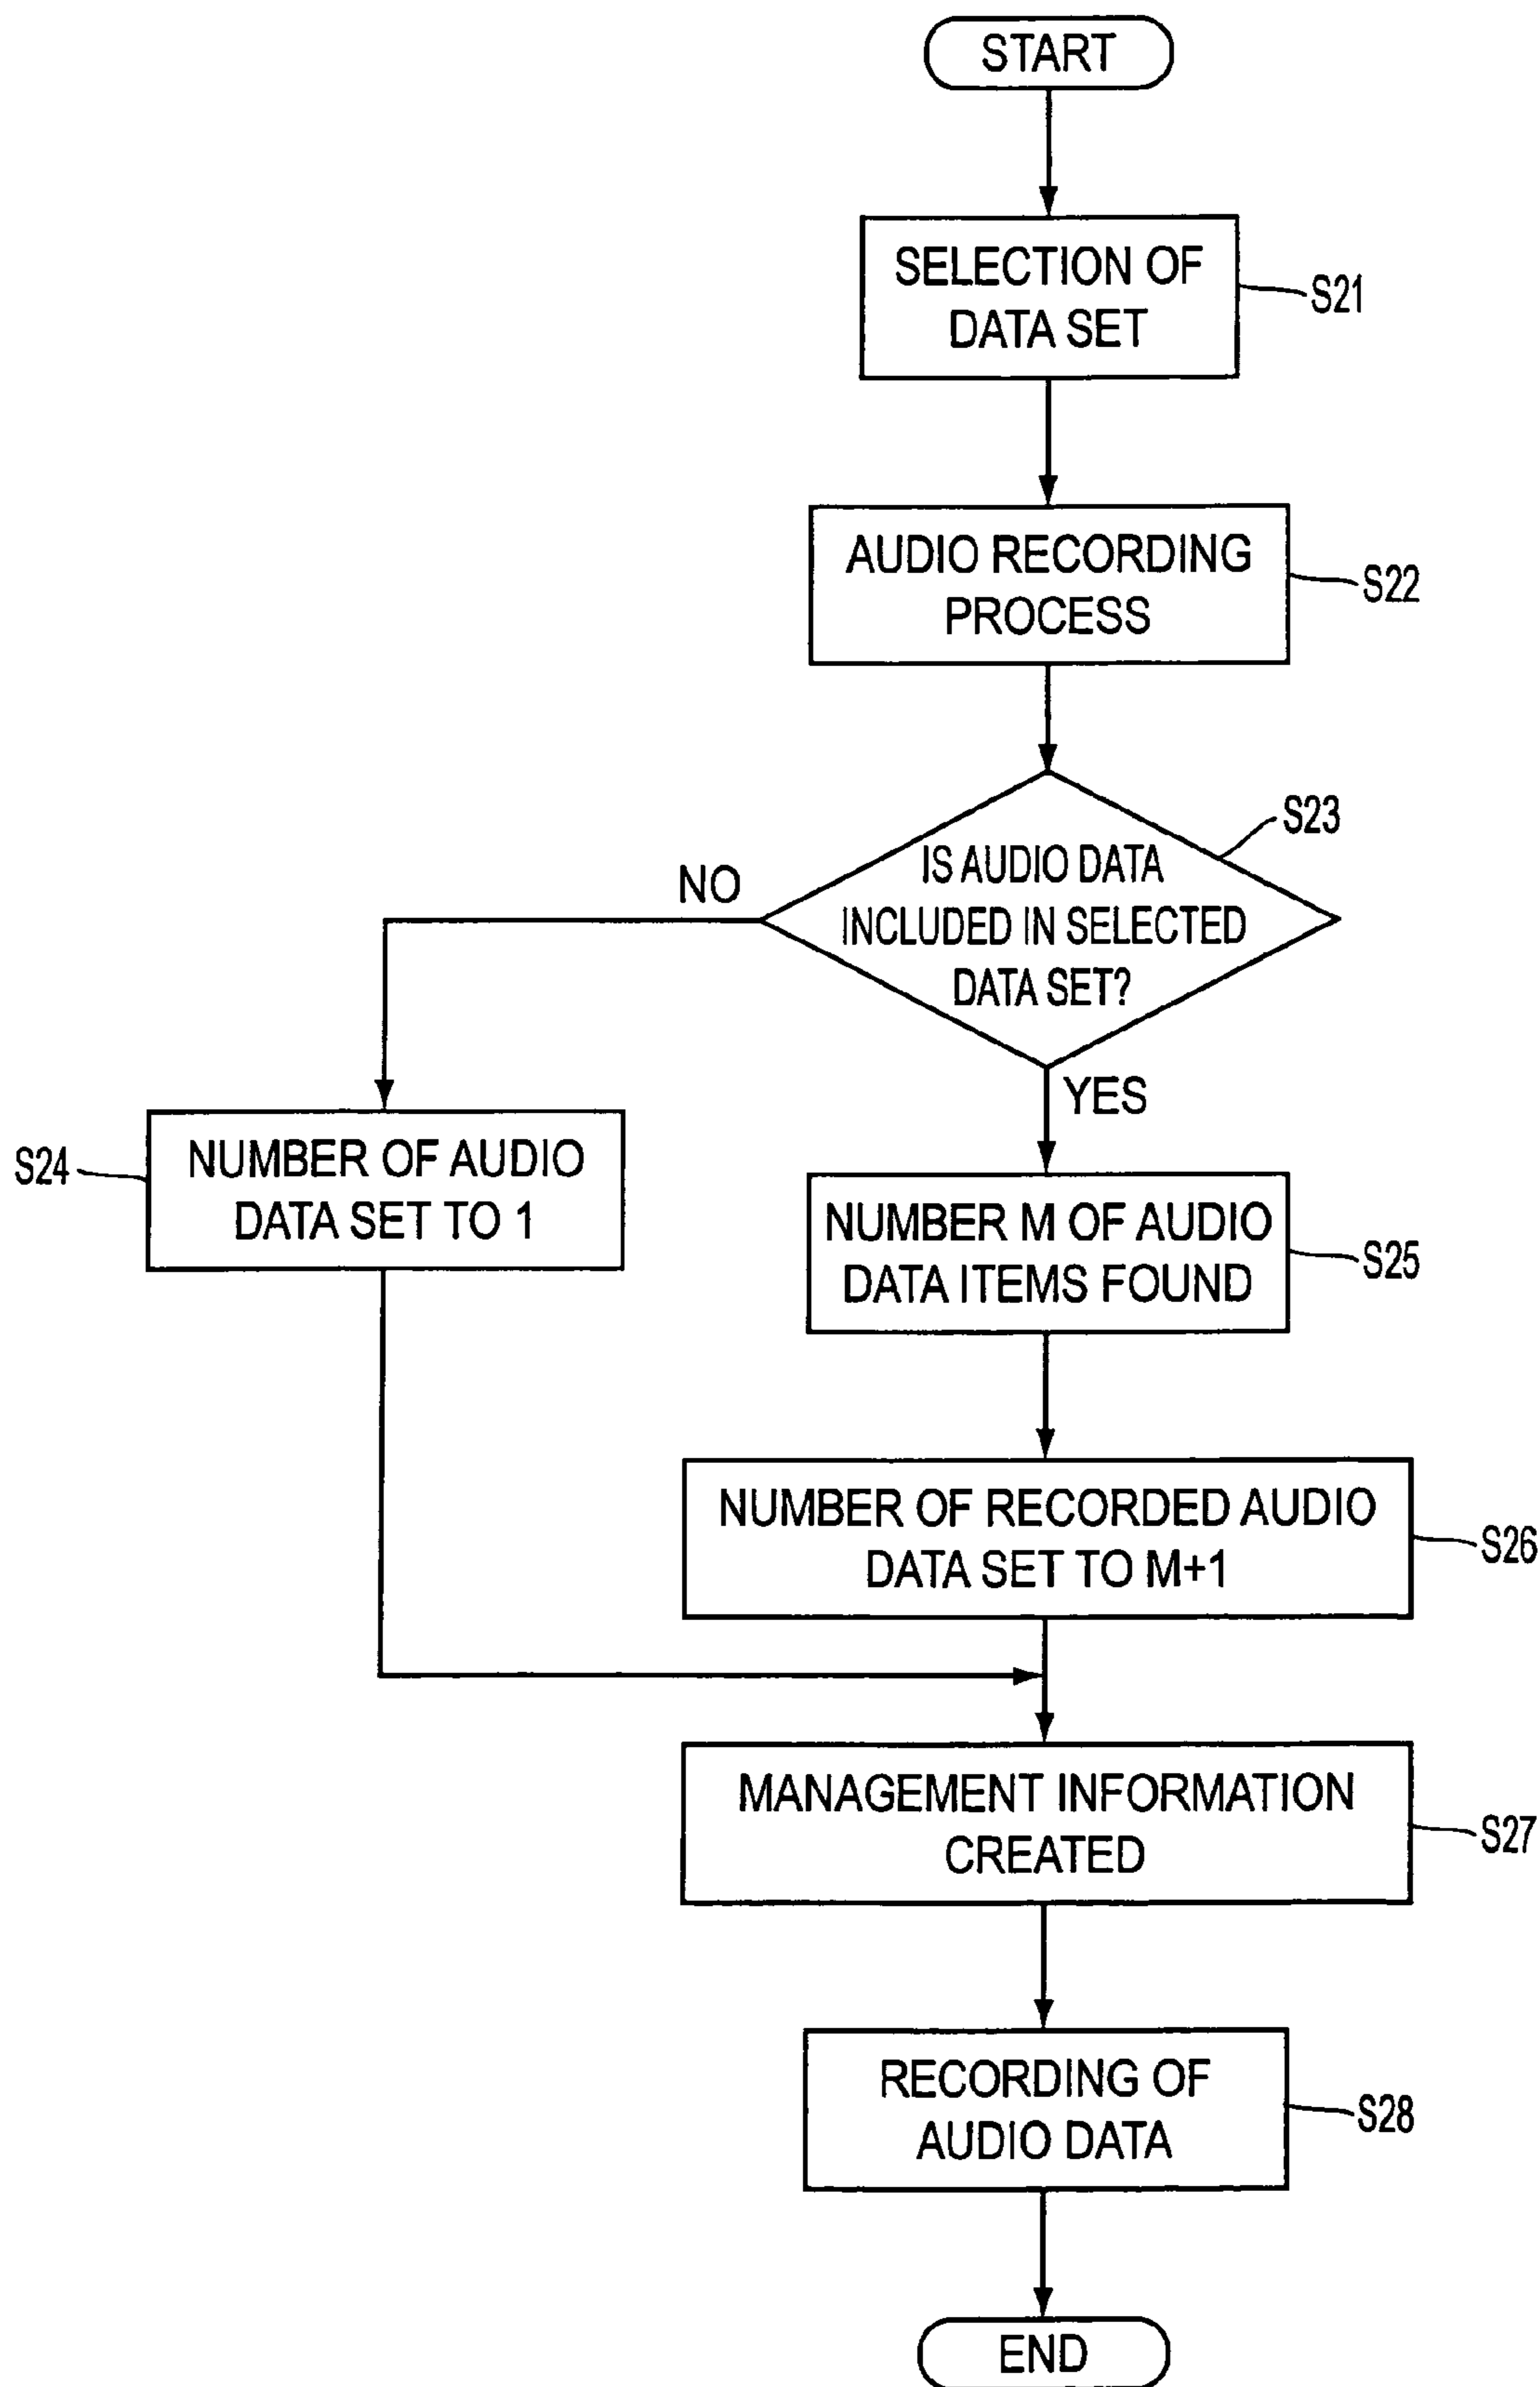 START
SELECTION OF
DATA SET
S21
AUDIO RECORDING
PROCESS
S22
S23
IS AUDIO DATA
INCLUDED IN SELECTED
DATA SET?
NO
YES
S24
NUMBER OF AUDIO
DATA SET TO 1
NUMBER M OF AUDIO
DATA ITEMS FOUND
S25
NUMBER OF RECORDED AUDIO
DATA SET TO M+1
S26
MANAGEMENT INFORMATION
CREATED
S27
RECORDING OF
AUDIO DATA
S28
END